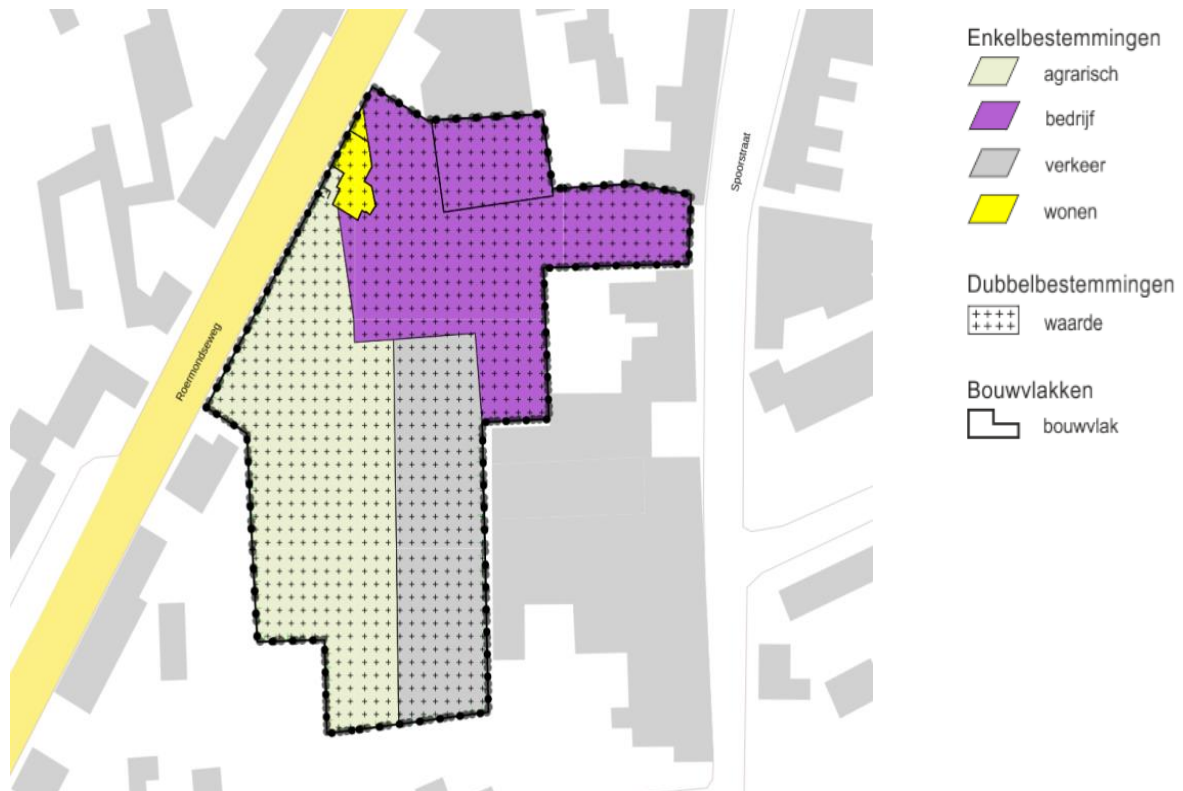 Roermondseweg
Spoorstraat
Enkelbestemmingen
agrarisch
bedrijf
verkeer
wonen
Dubbelbestemmingen
waarde
Bouwvlakken
bouwvlak